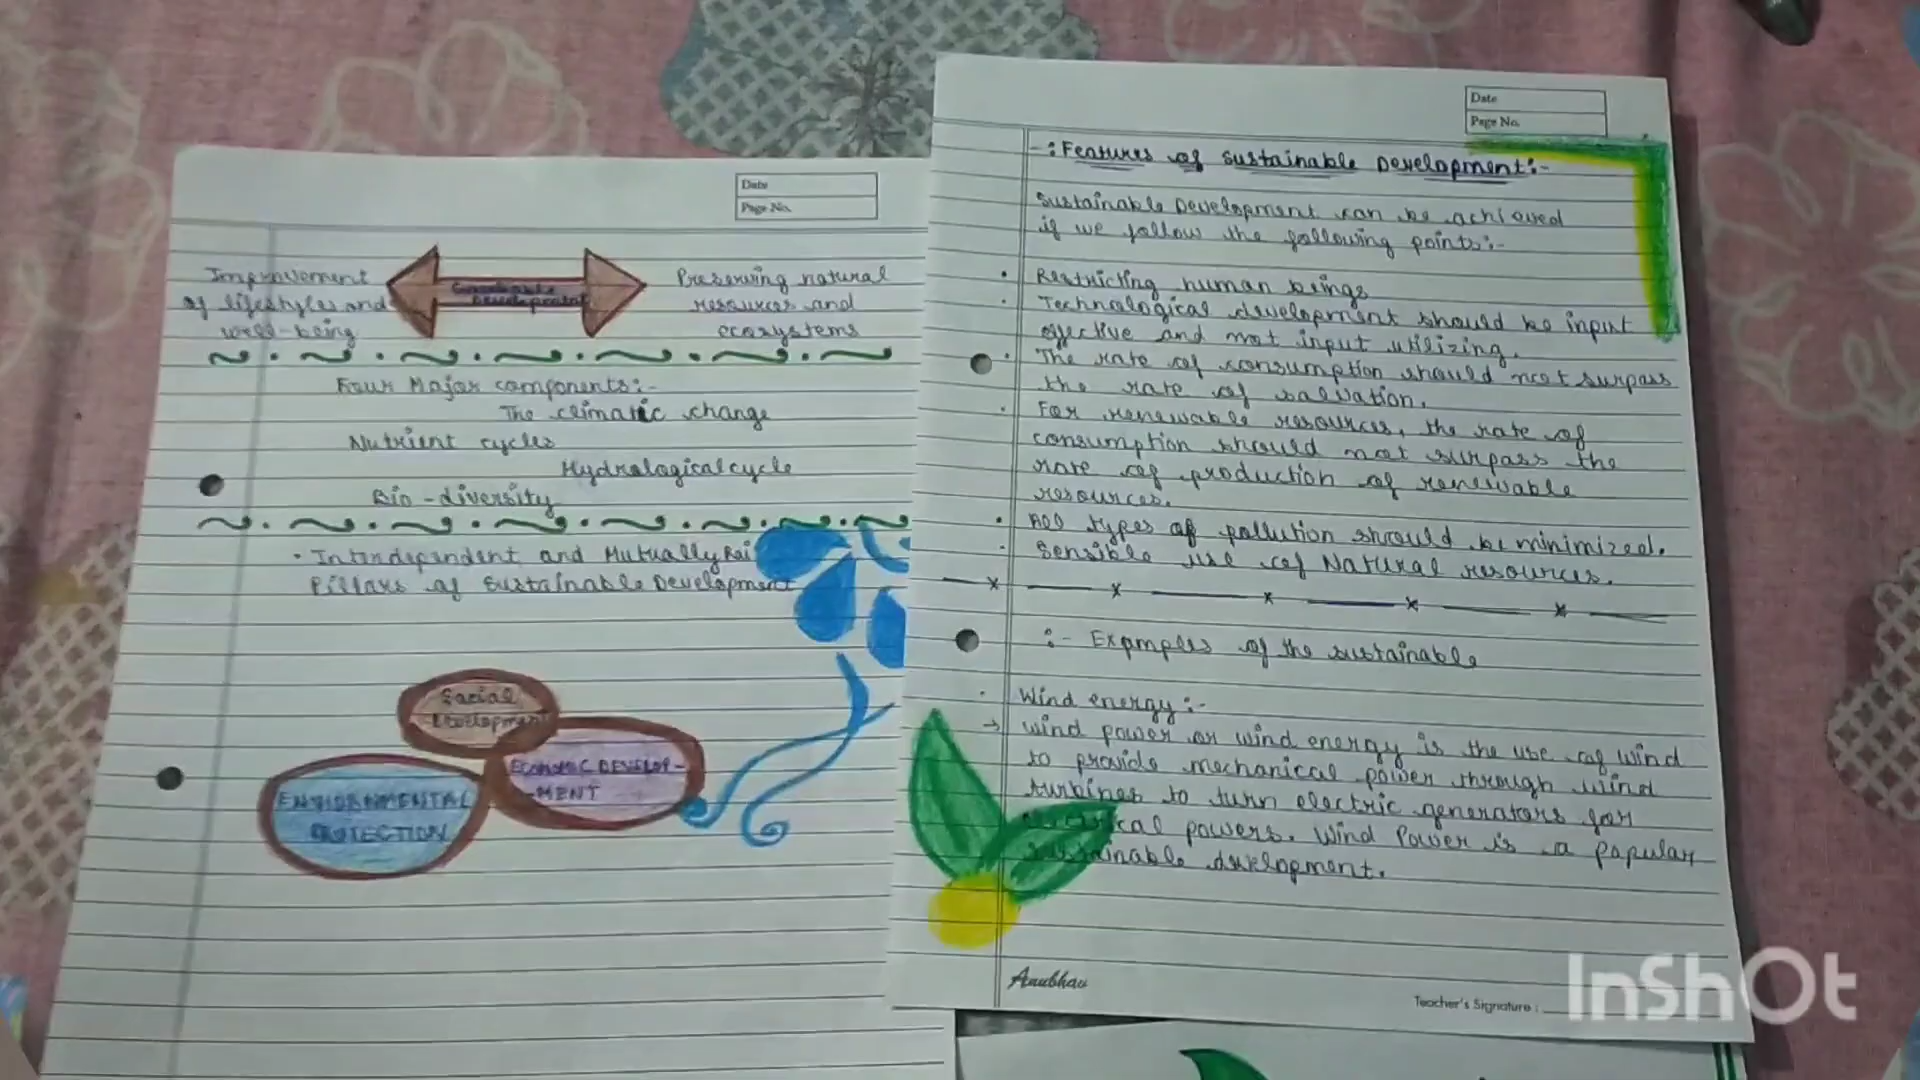 Date
Page No.
Improvement
of lifestyles and
well-being
Development
Preserving natural
resources and
ecosystems
Four Major components:-
The climatic change
Nutrient cycles
Hydrological cycle
Bio-diversity
• Interdependent and Mutually Rei
Pillars of Sustainable Development
Social
Development
ECONOMIC DEVELOP-
-MENT
ENVIORNMENTAL
PROTECTION
Date
Page No.
-:Features of Sustainable Development:-
Sustainable Development can be achieved
if we follow the following points:-
• Restricting human beings
• Technological development should be input
effective and not input utilizing.
• The rate of consumption should not surpass
the rate of salvation.
• For renewable resources, the rate of
consumption should not surpass the
rate of production of renewable
resources.
• All types of pollution should be minimized.
• Sensible use of Natural resources.
:- Examples of the sustainable
• Wind energy:-
→ Wind power or wind energy is the use of wind
to provide mechanical power through wind
turbines to turn electric generators for
powers. Wind Power is a popular
sustainable development.
Anubhav
Teacher's Signature :
InShOt